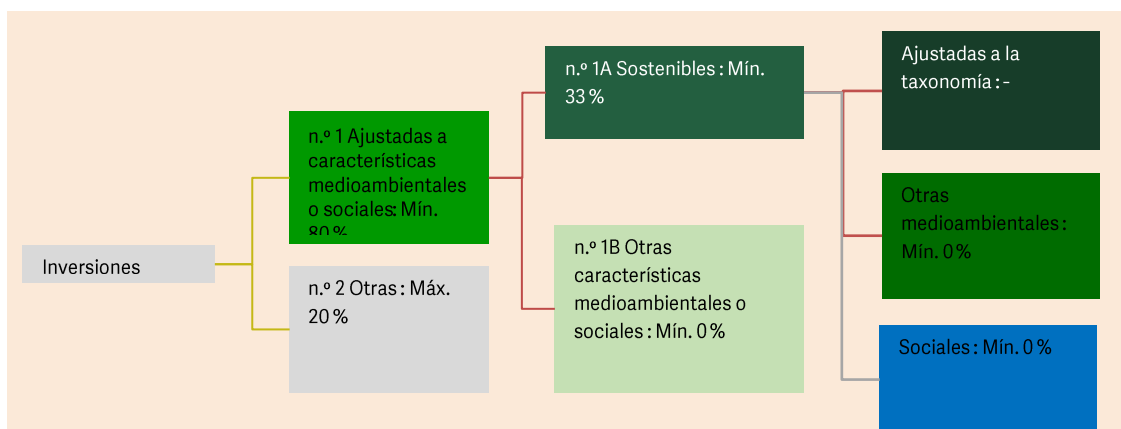 Inversiones
n.º 1 Ajustadas a
características
medioambientales
o sociales: Mín.
80 %
n.º 2 Otras : Máx.
20 %
n.º 1A Sostenibles : Mín.
33 %
n.º 1B Otras
características
medioambientales o
sociales : Mín. 0 %
Ajustadas a la
taxonomía : -
Otras
medioambientales :
Mín. 0 %
Sociales : Mín. 0 %